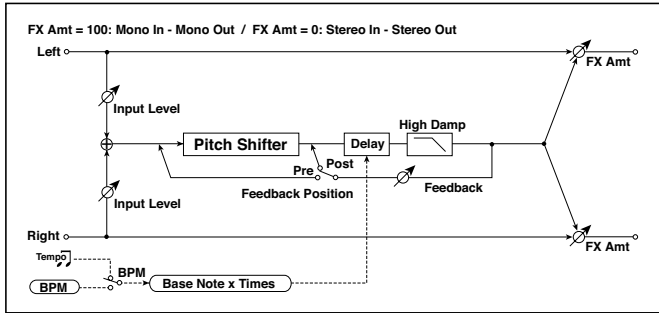 FX Amt = 100: Mono In - Mono Out / FX Amt = 0: Stereo In - Stereo Out
Left
FX Amt
Input Level
High Damp
Pitch Shifter
Delay
Post
Pre
Feedback Position
Feedback
Input Level
Right
FX Amt
Tempo
BPM
BPM
Base Note x Times